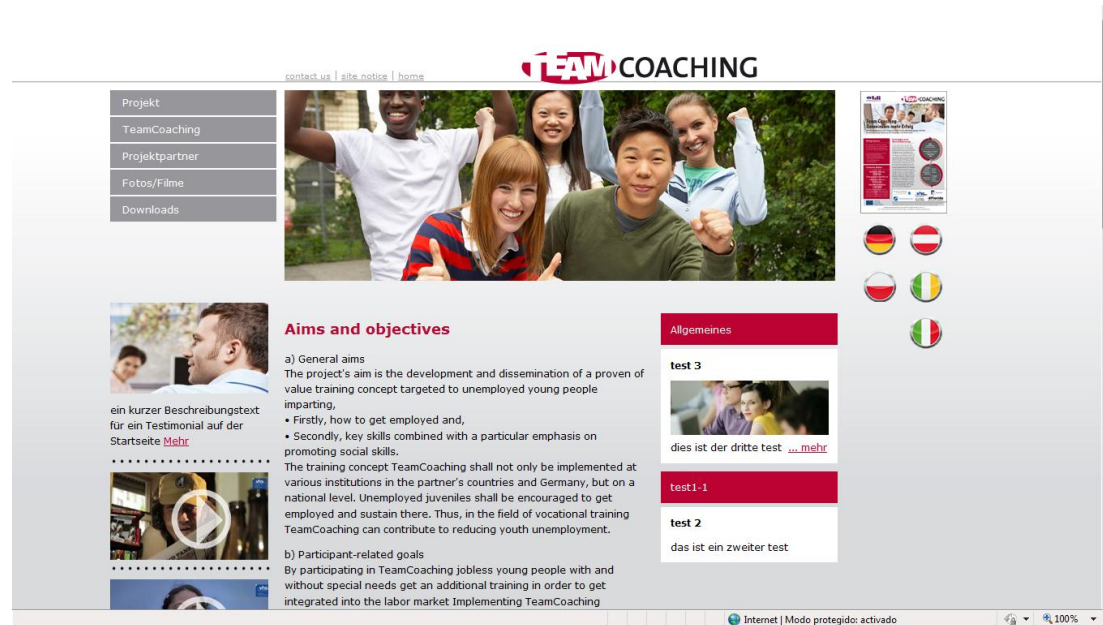 TEAMCOACHING
contact us | site notice | home
Projekt
TeamCoaching
Projektpartner
Fotos/Filme
Downloads
COACHING
ein kurzer Beschreibungstext
für ein Testimonial auf der
Startseite Mehr
Aims and objectives
a) General aims
The project's aim is the development and dissemination of a proven of
value training concept targeted to unemployed young people
imparting,
• Firstly, how to get employed and,
• Secondly, key skills combined with a particular emphasis on
promoting social skills.
The training concept TeamCoaching shall not only be implemented at
various institutions in the partner's countries and Germany, but on a
national level. Unemployed juveniles shall be encouraged to get
employed and sustain there. Thus, in the field of vocational training
TeamCoaching can contribute to reducing youth unemployment.
b) Participant-related goals
By participating in TeamCoaching jobless young people with and
without special needs get an additional training in order to get
integrated into the labor market Implementing TeamCoaching
Allgemeines
test 3
dies ist der dritte test ... mehr
test1-1
test 2
das ist ein zweiter test
Internet | Modo protegido: activado
100%